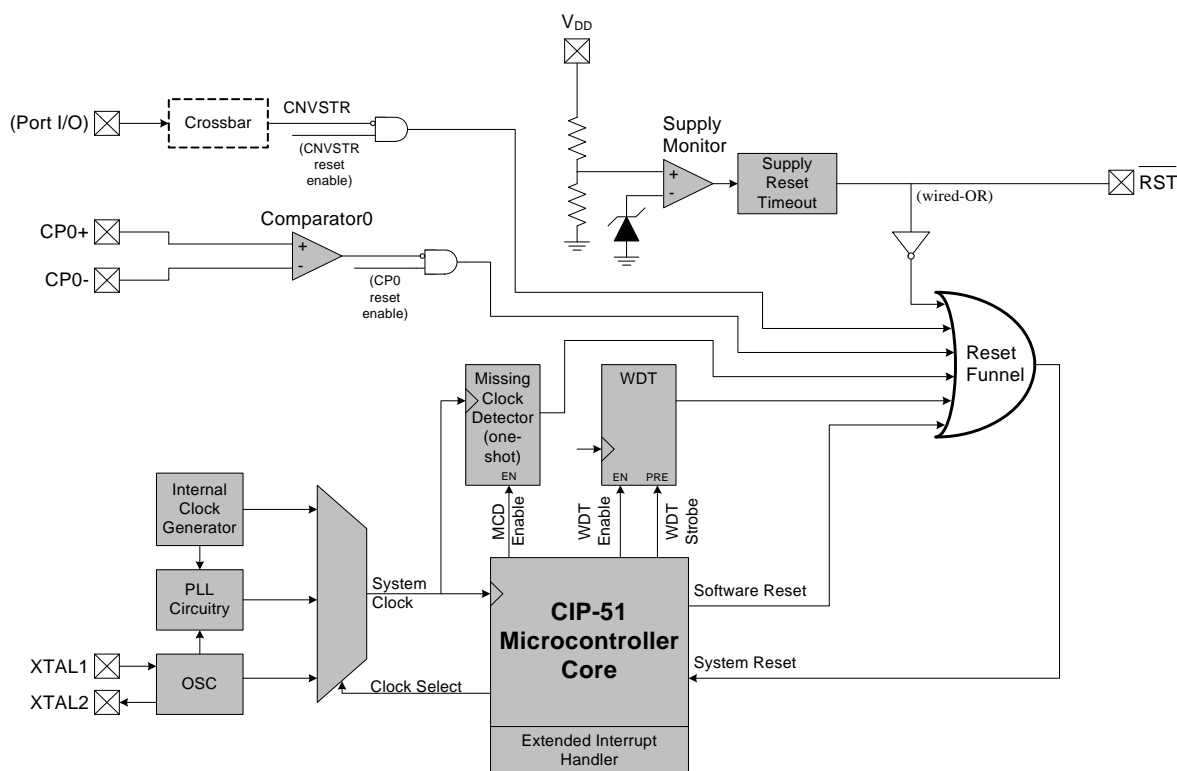 VDD
(Port I/O)
Crossbar
CNVSTR
(CNVSTR
reset
enable)
Supply
Monitor
+
-
Supply
Reset
Timeout
(wired-OR)
RST
CP0+
CP0-
Comparator0
+
-
(CP0
reset
enable)
Reset
Funnel
Missing
Clock
Detector
(one-
shot)
EN
WDT
EN
PRE
Internal
Clock
Generator
MCD
Enable
WDT
Enable
WDT
Strobe
PLL
Circuitry
System
Clock
CIP-51
Microcontroller
Core
Software Reset
System Reset
XTAL1
XTAL2
OSC
Clock Select
Extended Interrupt
Handler